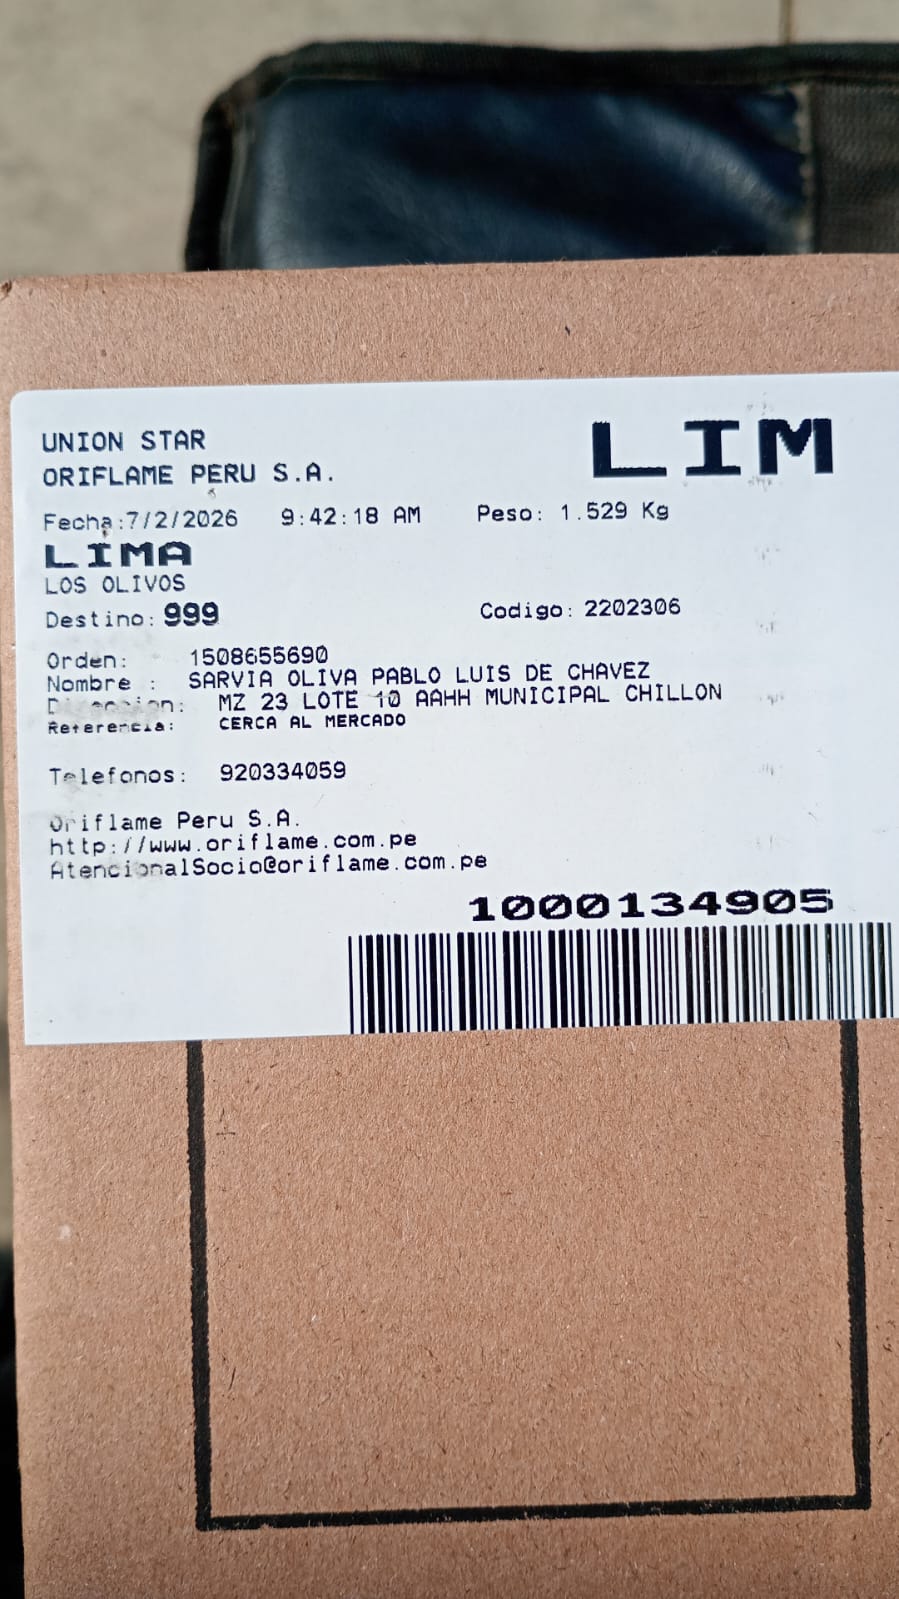 UNION STAR
ORIFLAME PERU S.A.
LIM
Fecha:7/2/2026 9:42:18 AM Peso: 1.529 Kg
LIMA
LOS OLIVOS
Destino: 999 Codigo: 2202306
Orden: 1508655690
Nombre : SARVIA OLIVA PABLO LUIS DE CHAVEZ
Direccion: MZ 23 LOTE 10 AAHH MUNICIPAL CHILLON
Referencia: CERCA AL MERCADO
Telefonos: 920334059
Oriflame Peru S.A.
http://www.oriflame.com.pe
AtencionalSocio@oriflame.com.pe
1000134905